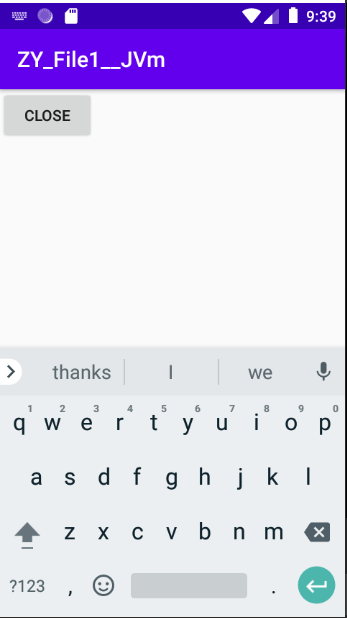 9:39
ZY_File1__JVm
CLOSE
thanks I we
1 2 3 4 5 6 7 8 9 0
q w e r t y u i o p
a s d f g h j k l
z x c v b n m
?123 , .